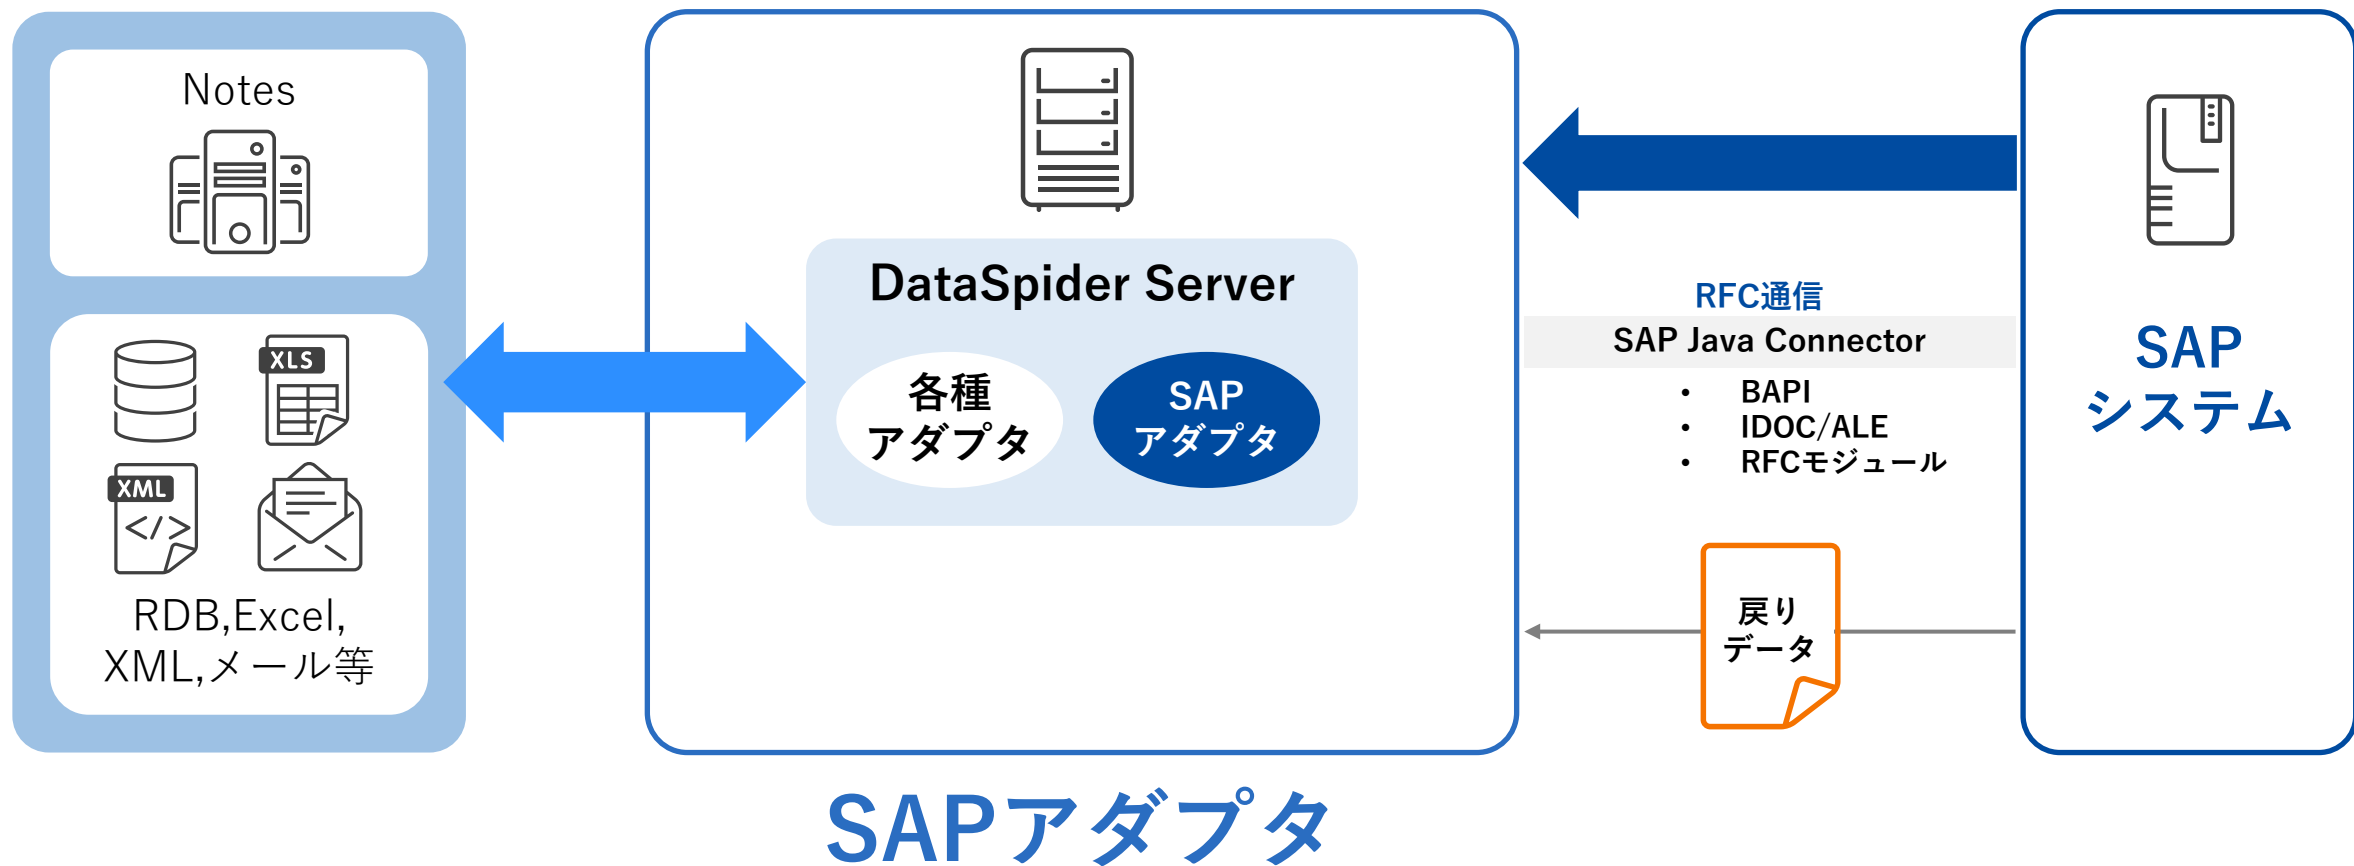 Notes
XLS
XML
RDB,Excel,
XML,メール等
DataSpider Server
各種
アダプタ
SAP
アダプタ
RFC通信
SAP Java Connector
• BAPI
• IDOC/ALE
• RFCモジュール
戻り
データ
SAP
システム
SAPアダプタ